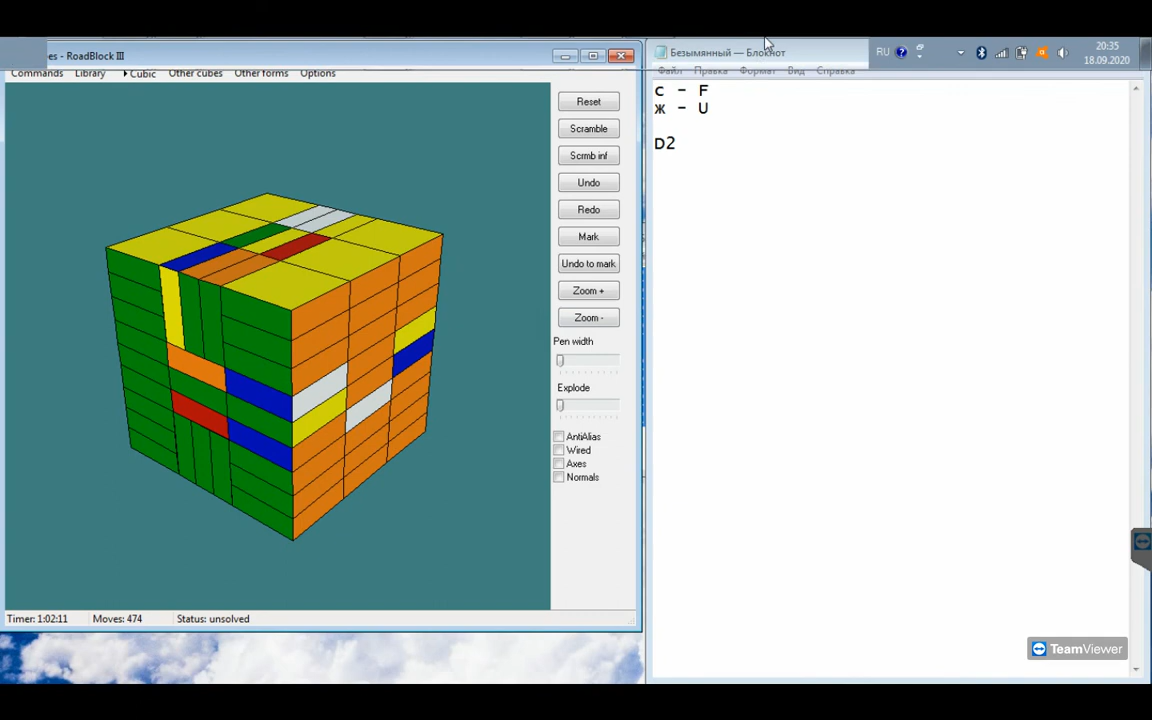 es - RoadBlock III
Commands Library Cubic Other cubes Other forms Options
Reset
Scramble
Scrmb inf
Undo
Redo
Mark
Undo to mark
Zoom +
Zoom -
Pen width
Explode
AntiAlias
Wired
Axes
Normals
Timer: 1:02:11 Moves: 474 Status: unsolved
Безымянный — Блокнот
Файл Правка Формат Вид Справка
с - F
ж - U
D2
RU
20:35
18.09.2020
TeamViewer